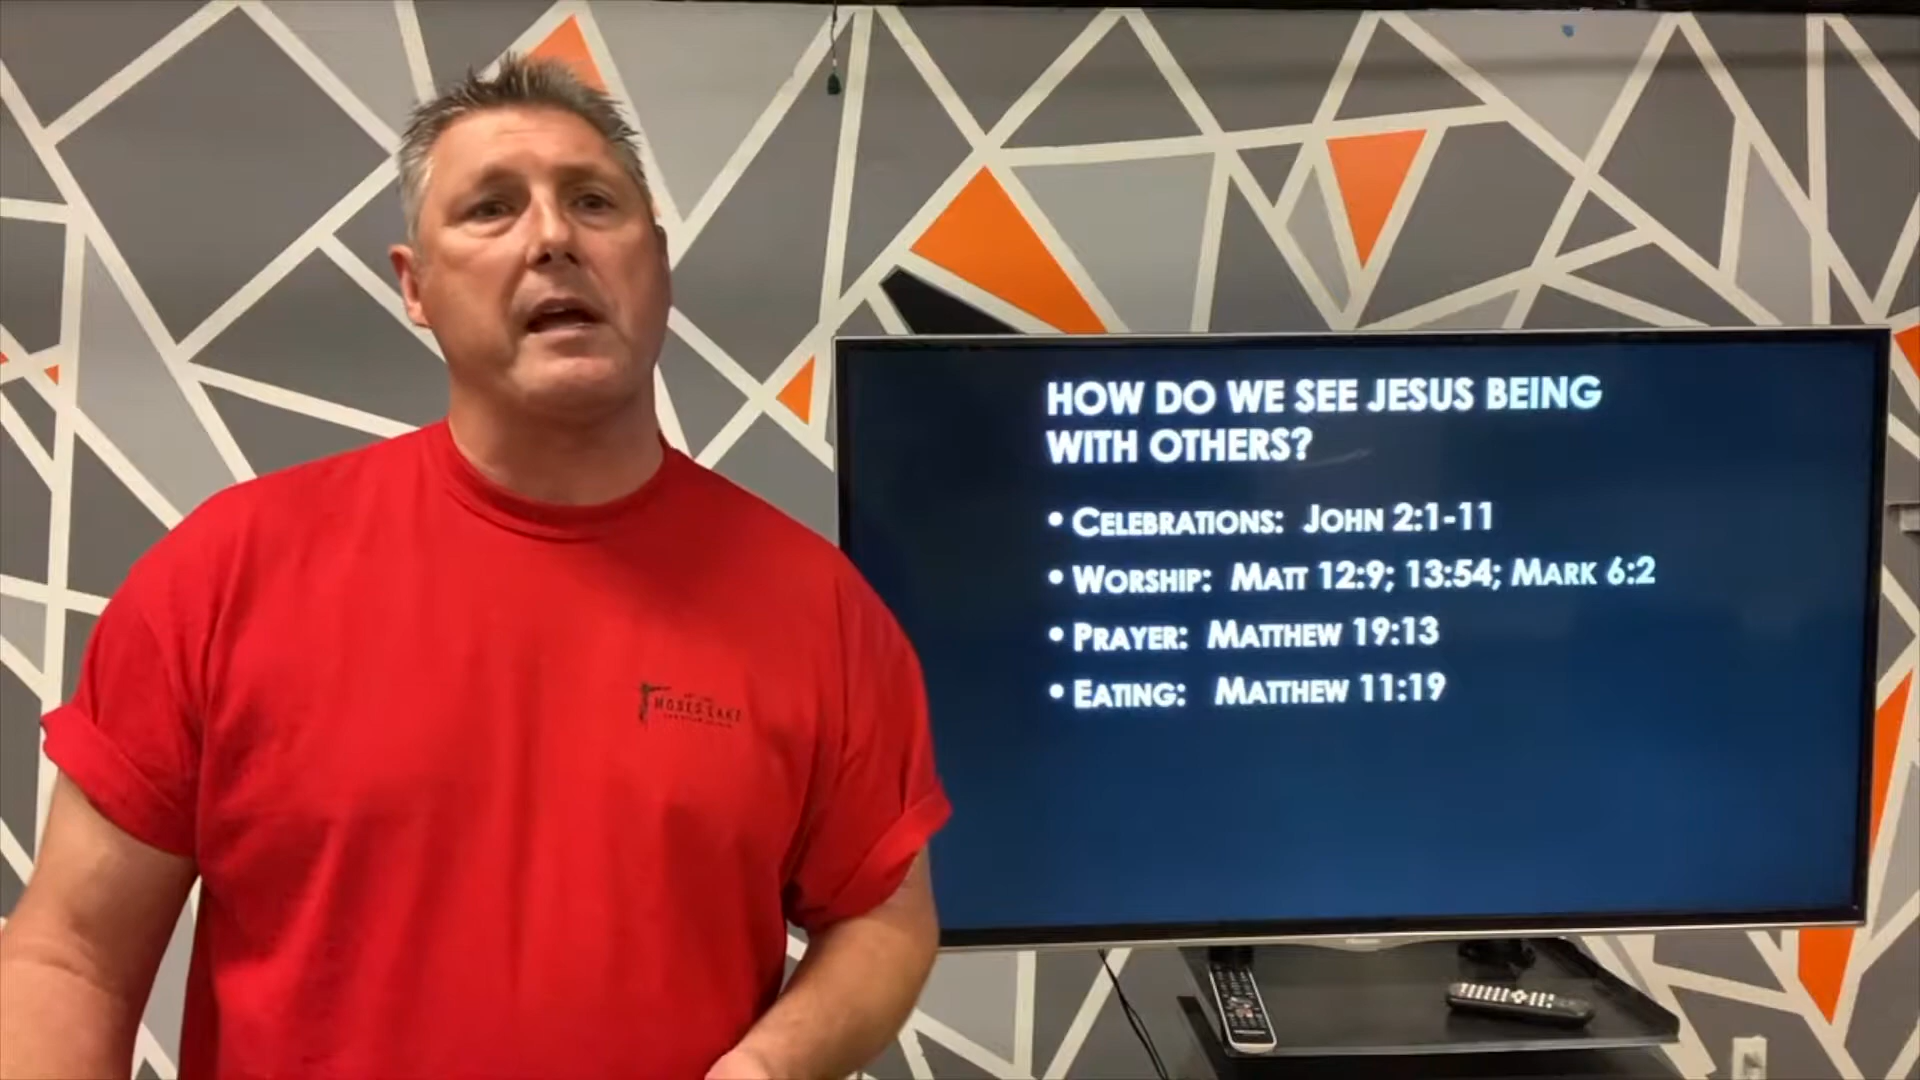 HOW DO WE SEE JESUS BEING
WITH OTHERS?
• CELEBRATIONS: JOHN 2:1-11
• WORSHIP: MATT 12:9; 13:54; MARK 6:2
• PRAYER: MATTHEW 19:13
• EATING: MATTHEW 11:19
MOSES LAKE